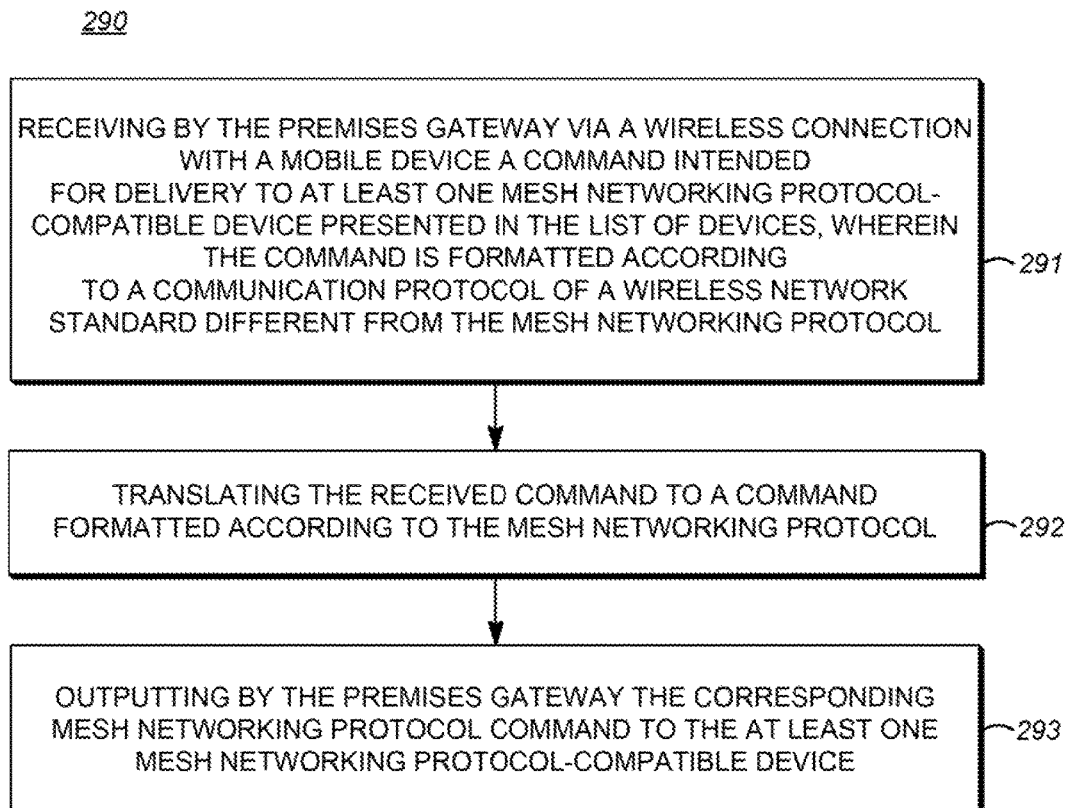 290
RECEIVING BY THE PREMISES GATEWAY VIA A WIRELESS CONNECTION
WITH A MOBILE DEVICE A COMMAND INTENDED
FOR DELIVERY TO AT LEAST ONE MESH NETWORKING PROTOCOL-
COMPATIBLE DEVICE PRESENTED IN THE LIST OF DEVICES, WHEREIN
THE COMMAND IS FORMATTED ACCORDING
TO A COMMUNICATION PROTOCOL OF A WIRELESS NETWORK
STANDARD DIFFERENT FROM THE MESH NETWORKING PROTOCOL
291
TRANSLATING THE RECEIVED COMMAND TO A COMMAND
FORMATTED ACCORDING TO THE MESH NETWORKING PROTOCOL
292
OUTPUTTING BY THE PREMISES GATEWAY THE CORRESPONDING
MESH NETWORKING PROTOCOL COMMAND TO THE AT LEAST ONE
MESH NETWORKING PROTOCOL-COMPATIBLE DEVICE
293